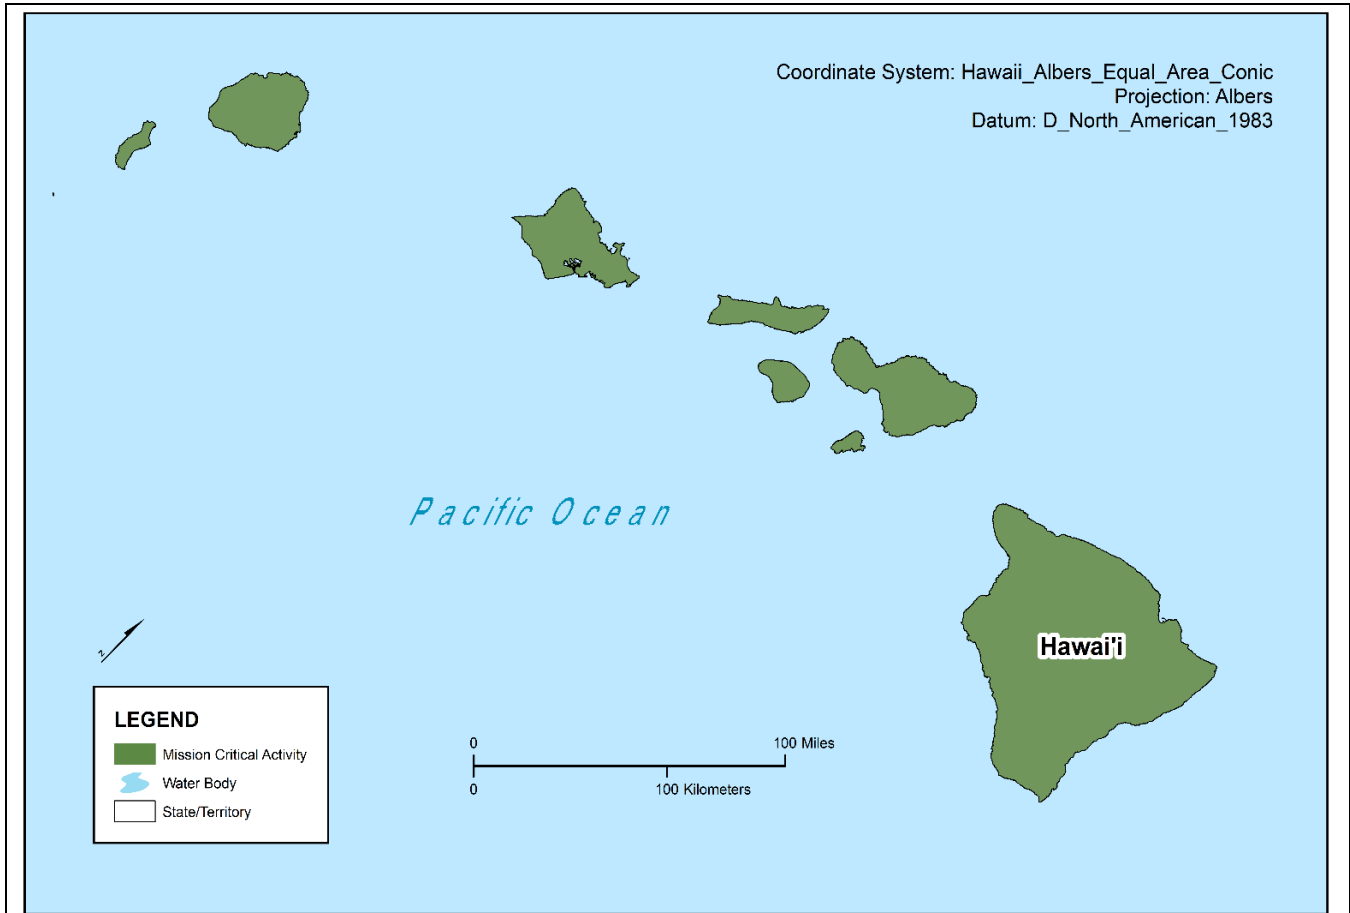 Coordinate System: Hawaii_Albers_Equal_Area_Conic
Projection: Albers
Datum: D_North_American_1983
Pacific Ocean
Hawai'i
N
LEGEND
Mission Critical Activity
Water Body
State/Territory
0
100 Miles
0
100 Kilometers